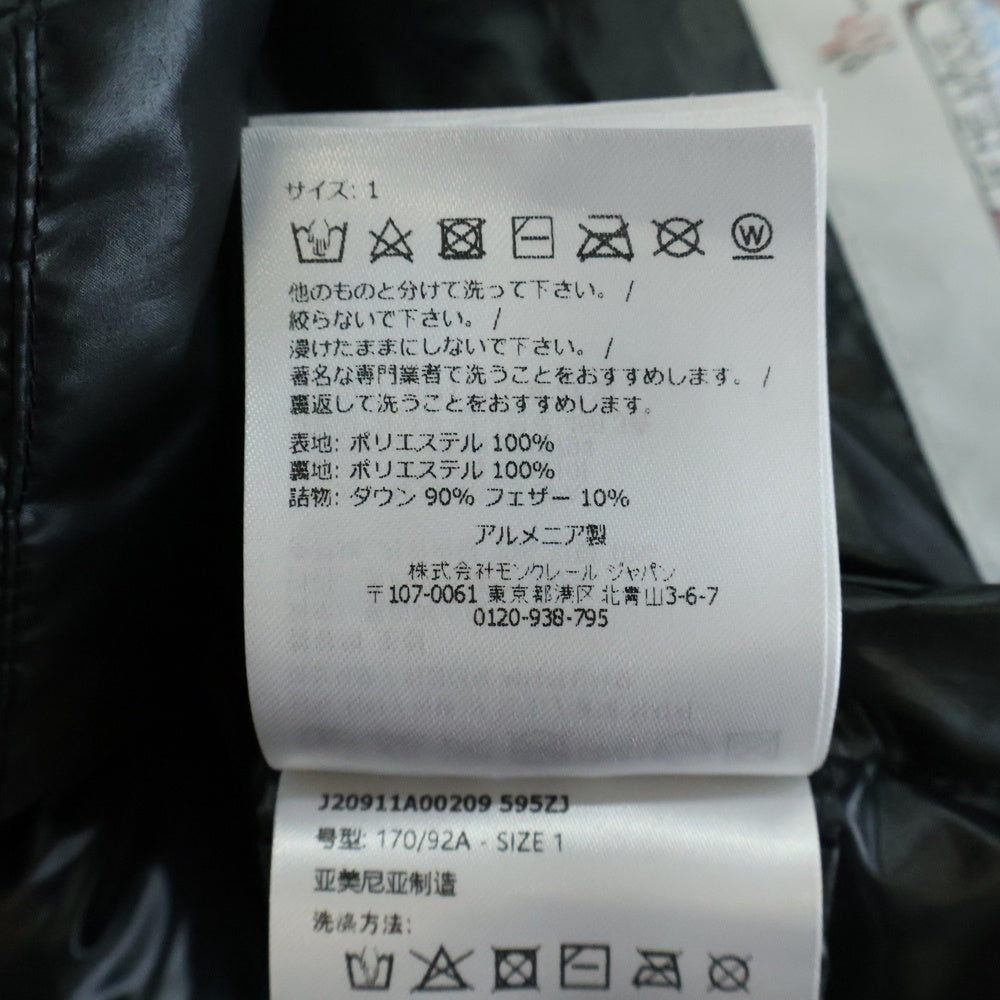 サイズ: 1
W
他のものと分けて洗って下さい。 /
絞らないで下さい。 /
浸けたままにしないで下さい。 /
著名な専門業者で洗うことをおすすめします。 /
裏返して洗うことをおすすめします。
表地: ポリエステル 100%
裏地: ポリエステル 100%
詰物: ダウン 90% フェザー 10%
アルメニア製
株式会社モンクレール ジャパン
〒107-0061 東京都港区 北青山3-6-7
0120-938-795
J20911A00209 595ZJ
号型: 170/92A - SIZE 1
亚美尼亚制造
洗涤方法: